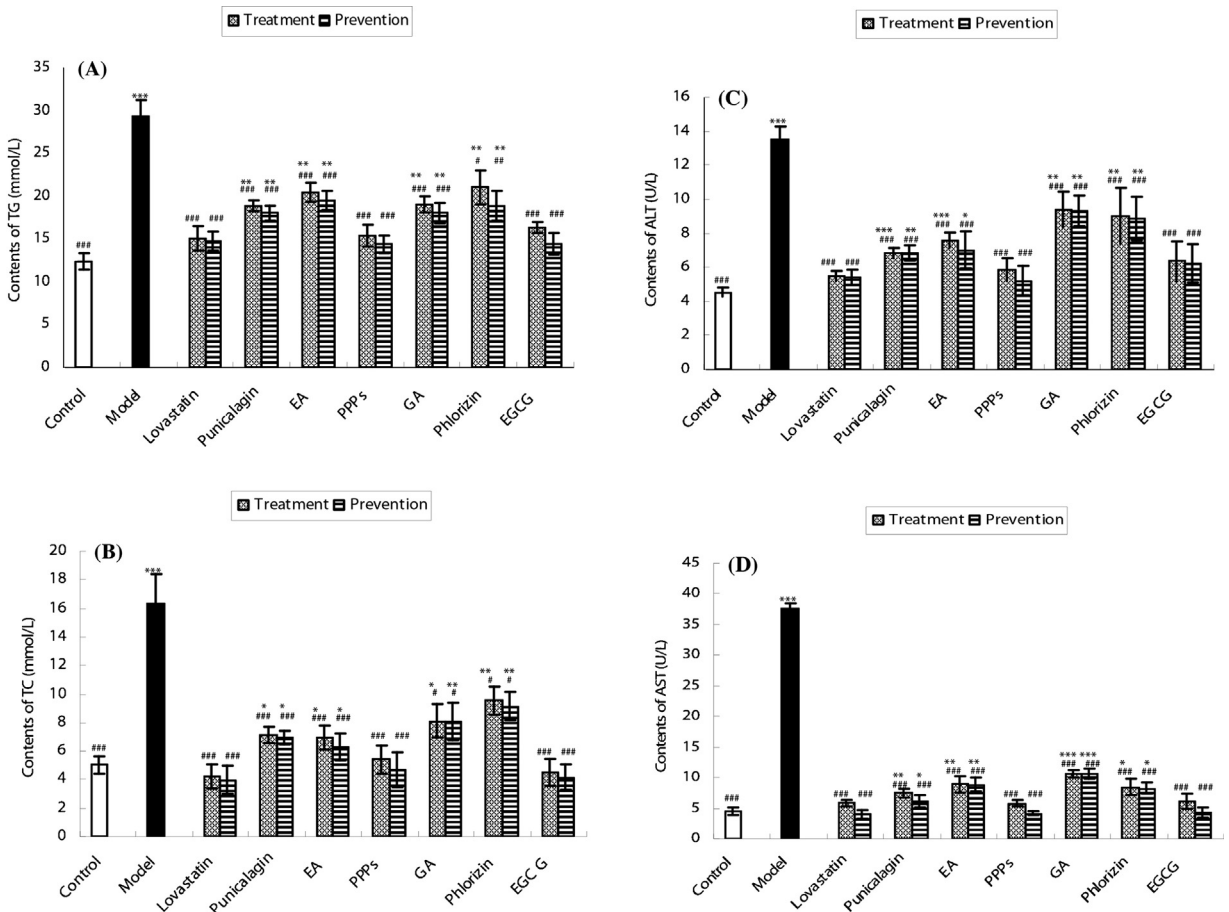 Treatment Prevention
(A)
Contents of TG (mmol/L)
35
30
25
20
15
10
5
0
***
** **
** ** # ##
** ** ### ### ** **
### ### ### ###
### ### ### ### ### ###
###
Control Model Lovastatin Punicalagin EA PPPs GA Phlorizin EGCG
Treatment Prevention
(C)
Contents of ALT (U/L)
16
14
12
10
8
6
4
2
0
***
** ** ** **
### ### ### ###
*** *
*** ** ### ###
### ### ### ###
### ### ### ###
###
Control Model Lovastatin Punicalagin EA PPPs GA Phlorizin EGCG
Treatment Prevention
(B)
Contents of TC (mmol/L)
20
18
16
14
12
10
8
6
4
2
0
***
** **
* ** # #
* * * * # #
### ### ### ###
### ###
### ### ### ### ###
Control Model Lovastatin Punicalagin EA PPPs GA Phlorizin EGC G
Treatment Prevention
(D)
Contents of AST (U/L)
45
40
35
30
25
20
15
10
5
0
***
*** ***
** ** ### ### * *
** * ### ### ### ###
### ###
### ### ### ### ### ### ###
Control Model Lovastatin Punicalagin EA PPPs GA Phlorizin EGCG